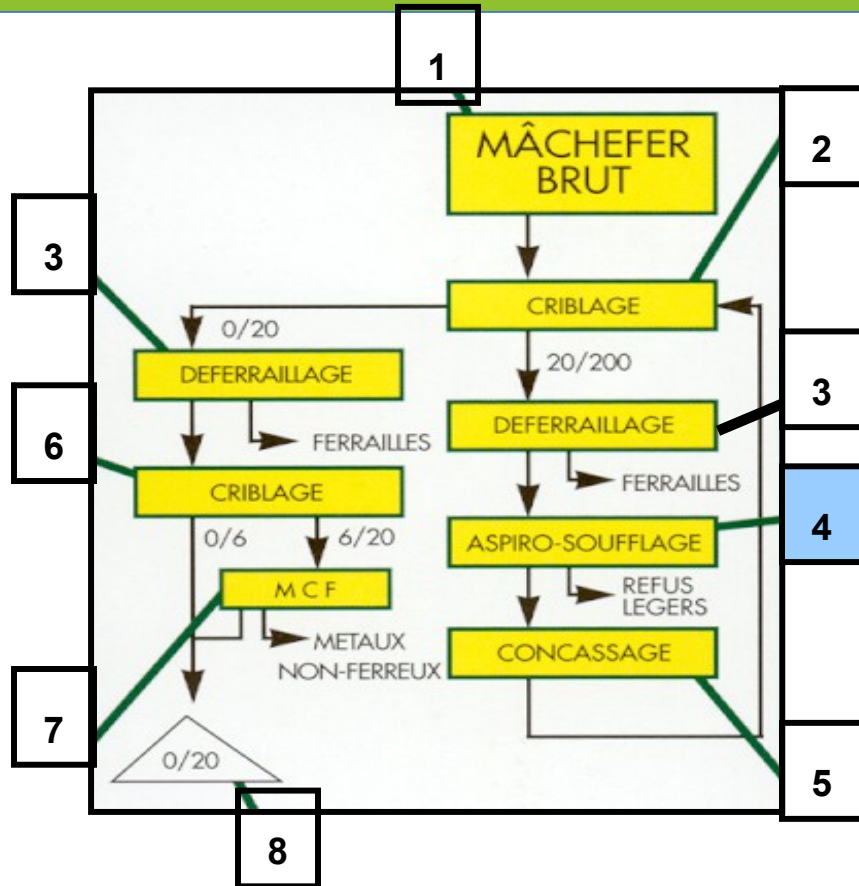 1
MÂCHEFER
BRUT
2
3
CRIBLAGE
0/20
20/200
DEFERRAILLAGE
3
DEFERRAILLAGE
FERRAILLES
6
FERRAILLES
CRIBLAGE
4
0/6
6/20
ASPIRO-SOUFFLAGE
M C F
REFUS
LEGERS
METAUX
NON-FERREUX
CONCASSAGE
7
0/20
5
8